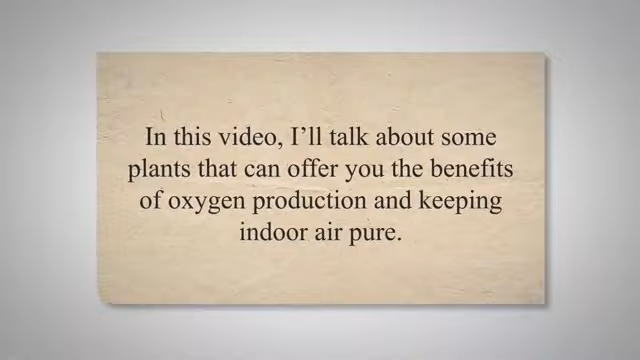 In this video, I’ll talk about some
plants that can offer you the benefits
of oxygen production and keeping
indoor air pure.